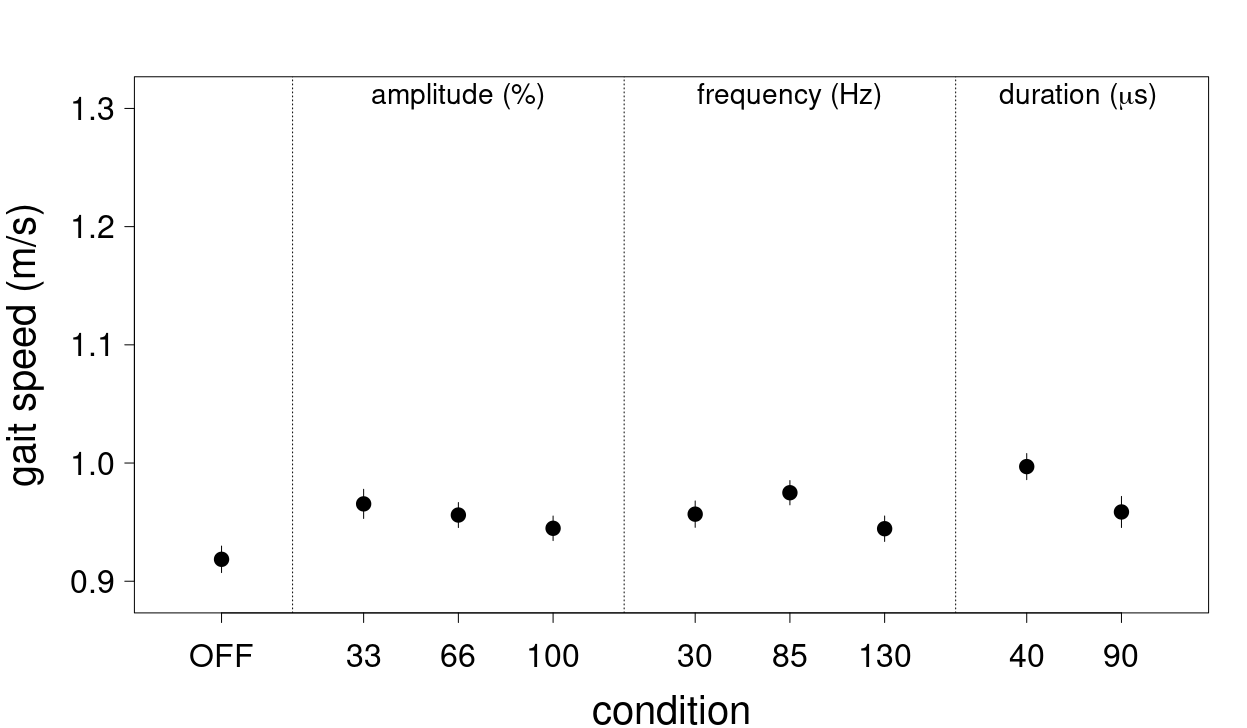 amplitude (%)
frequency (Hz)
duration (μs)
1.3
1.2
1.1
1.0
0.9
gait speed (m/s)
OFF 33 66 100 30 85 130 40 90
condition